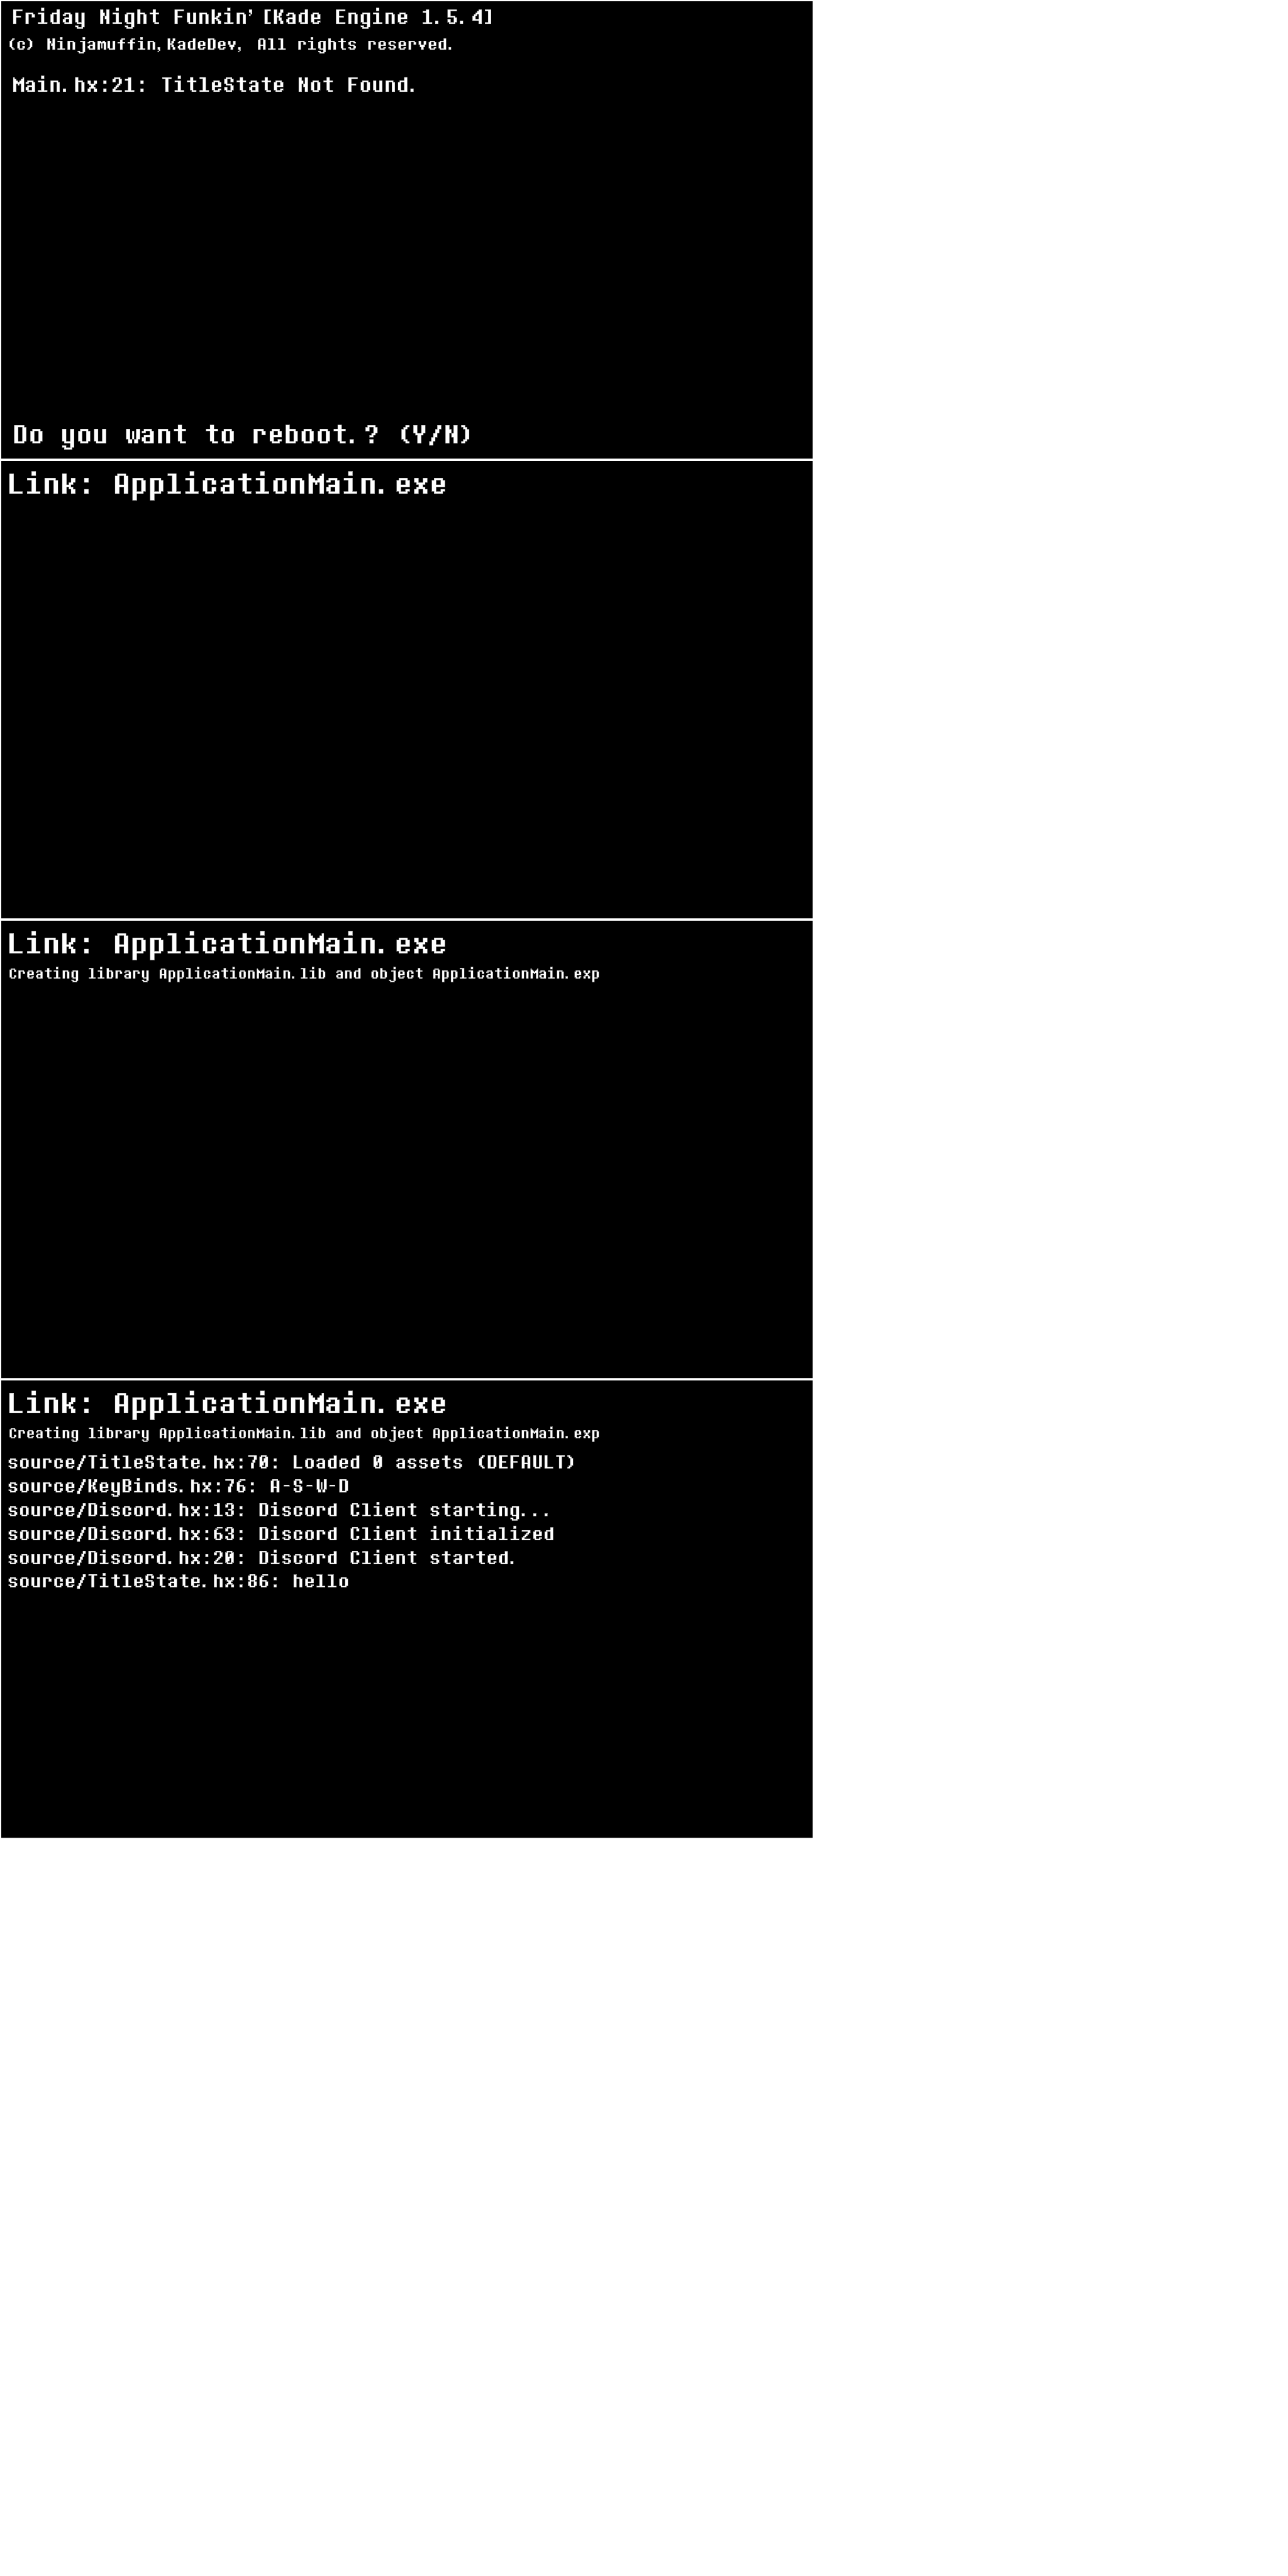 Friday Night Funkin' [Kade Engine 1.5.4]
(c) Ninjamuffin, KadeDev, All rights reserved.
Main.hx:21: TitleState Not Found.
Do you want to reboot.? (Y/N)
Link: ApplicationMain.exe
Link: ApplicationMain.exe
Creating library ApplicationMain.lib and object ApplicationMain.exp
Link: ApplicationMain.exe
Creating library ApplicationMain.lib and object ApplicationMain.exp
source/TitleState.hx:70: Loaded 0 assets (DEFAULT)
source/KeyBinds.hx:76: A-S-W-D
source/Discord.hx:13: Discord Client starting...
source/Discord.hx:63: Discord Client initialized
source/Discord.hx:20: Discord Client started.
source/TitleState.hx:86: hello